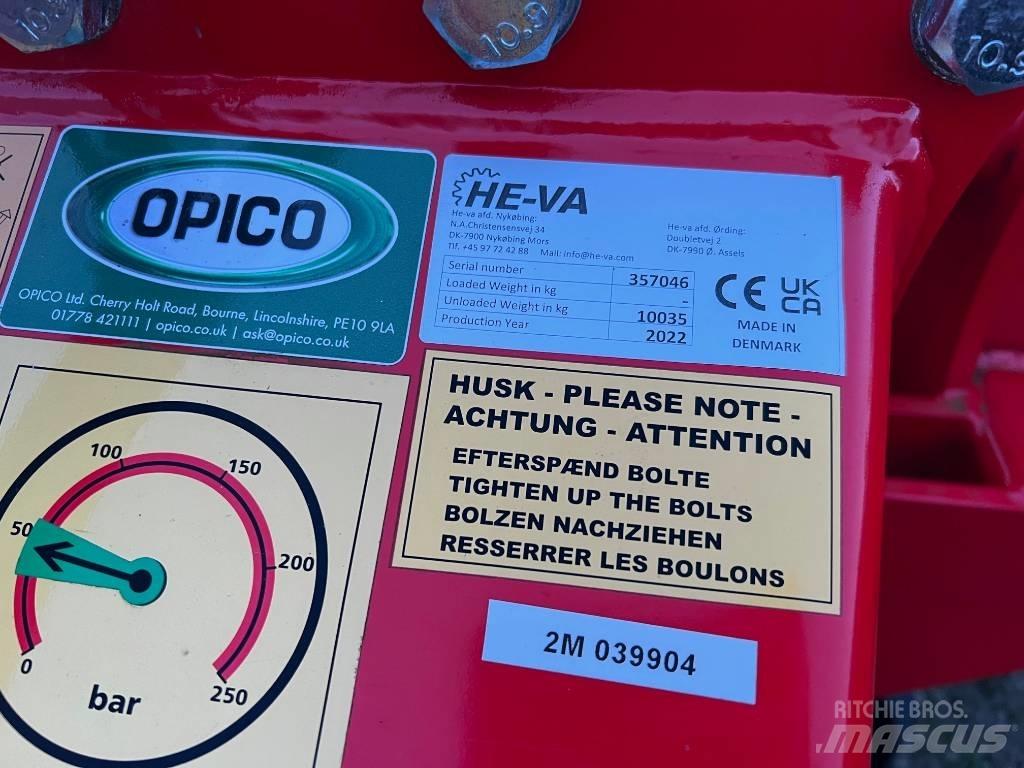 10.9
10.9
10.9
OPICO
OPICO Ltd. Cherry Holt Road, Bourne, Lincolnshire, PE10 9LA
01778 421111 | opico.co.uk | ask@opico.co.uk
HE-VA
He-va afd. Nykøbing:
N.A.Christensensvej 34
DK-7900 Nykøbing Mors
Tlf. +45 97 72 42 88 Mail: info@he-va.com
He-va afd. Ørding:
Doubletvej 2
DK-7990 Ø. Assels
Serial number 357046
Loaded Weight in kg -
Unloaded Weight in kg 10035
Production Year 2022
CE UK
CA
MADE IN
DENMARK
HUSK - PLEASE NOTE -
ACHTUNG - ATTENTION
EFTERSPÆND BOLTE
TIGHTEN UP THE BOLTS
BOLZEN NACHZIEHEN
RESSERRER LES BOULONS
0
50
100
150
200
250
bar
2M 039904
RITCHIE BROS.
MASCUS